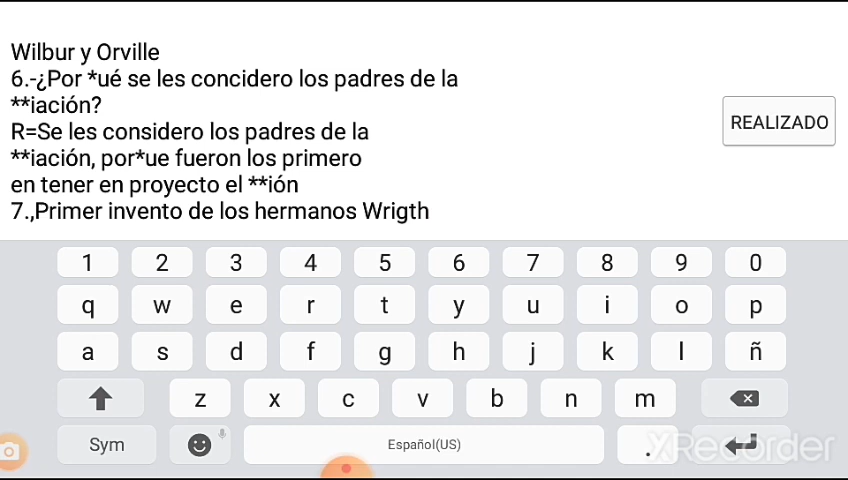 Wilbur y Orville
6.-¿Por *ué se les concidero los padres de la
**iación?
R=Se les considero los padres de la
**iación, por*ue fueron los primero
en tener en proyecto el **ión
7.,Primer invento de los hermanos Wrigth
REALIZADO
1 2 3 4 5 6 7 8 9 0
q w e r t y u i o p
a s d f g h j k l ñ
z x c v b n m
Sym Español(US) .
XRecorder